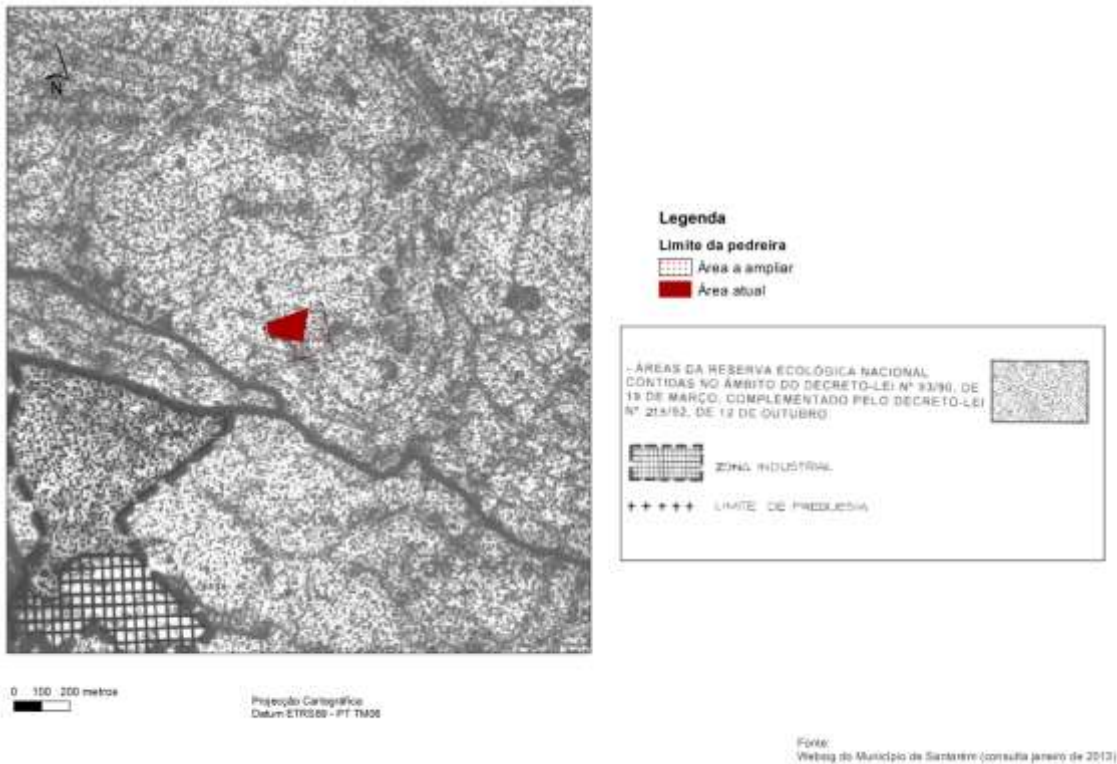 N
Legenda
Limite da pedreira
Área a ampliar
Área atual
- ÁREAS DA RESERVA ECOLÓGICA NACIONAL
CONTIDAS NO ÂMBITO DO DECRETO-LEI Nº 93/90, DE
19 DE MARÇO, COMPLEMENTADO PELO DECRETO-LEI
Nº 213/92, DE 12 DE OUTUBRO
ZONA INDUSTRIAL
LIMITE DE FREGUESIA
0 100 200 metros
Projecção Cartográfica:
Datum ETRS89 - PT TM06
Fonte:
Websig do Município de Santarém (consulta janeiro de 2013)